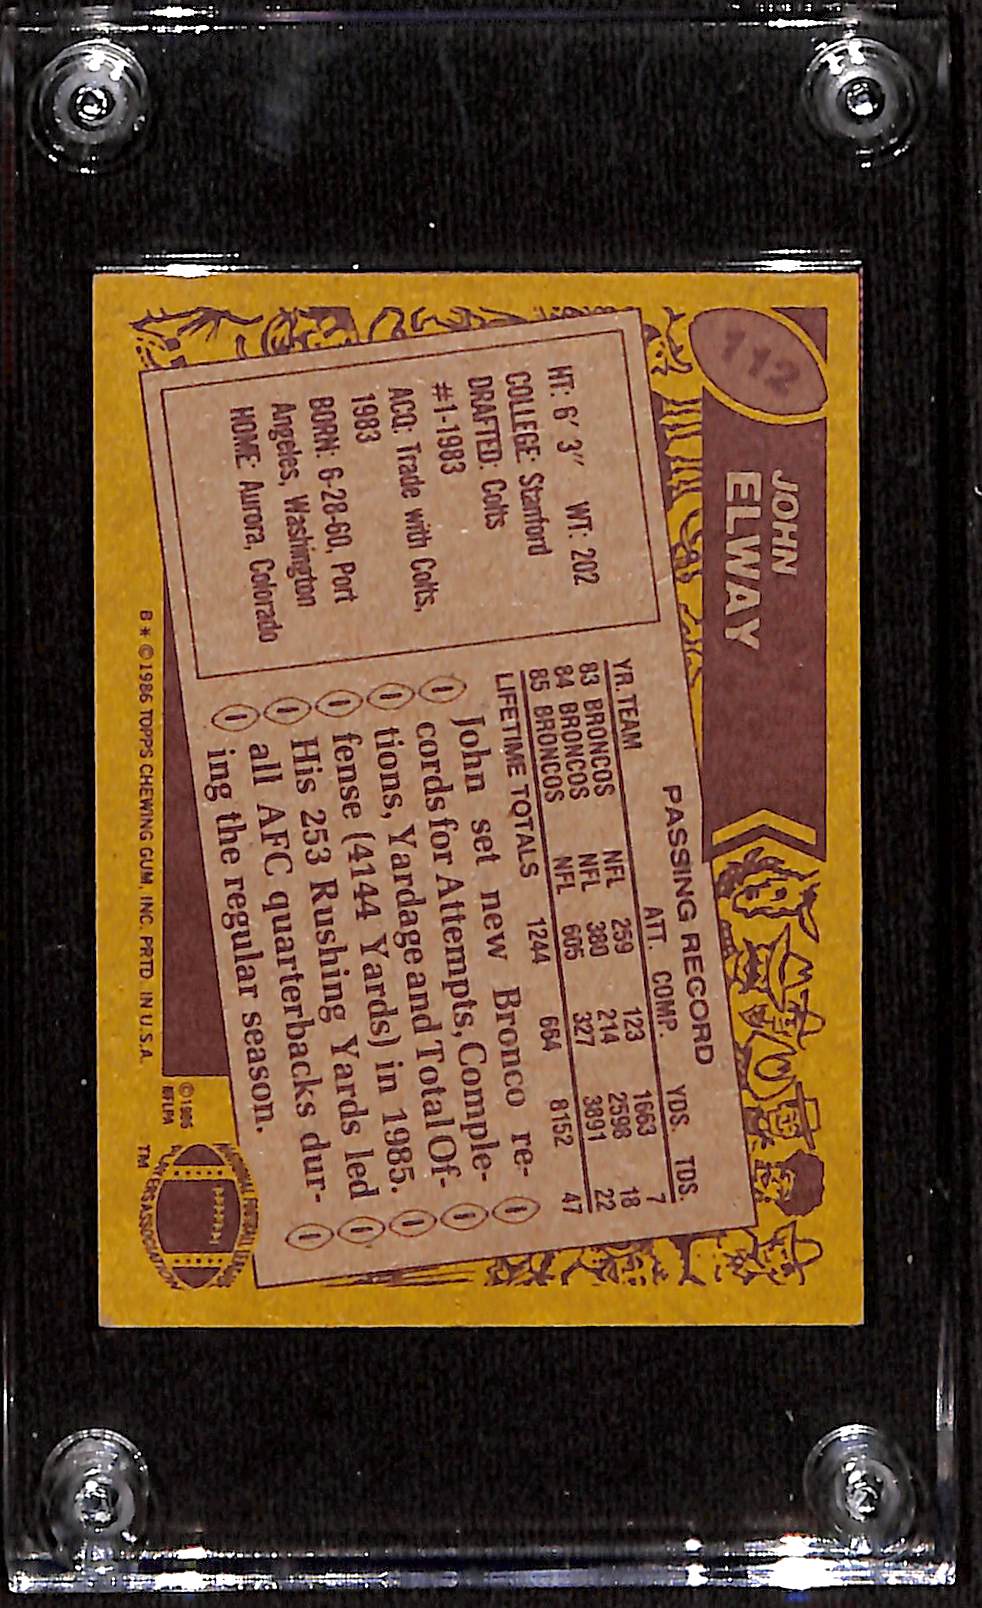 112
JOHN
ELWAY
HT: 6' 3" WT: 202
COLLEGE: Stanford
DRAFTED: Colts
#1-1983
ACQ: Trade with Colts,
1983
BORN: 6-28-60, Port
Angeles, Washington
HOME: Aurora, Colorado
PASSING RECORD
YR. TEAM ATT. COMP. YDS. TDS.
83 BRONCOS NFL 259 123 1663 7
84 BRONCOS NFL 380 214 2598 18
85 BRONCOS NFL 605 327 3891 22
LIFETIME TOTALS 1244 664 8152 47
John set new Bronco re-
cords for Attempts, Comple-
tions, Yardage and Total Of-
fense (4144 Yards) in 1985.
His 253 Rushing Yards led
all AFC quarterbacks dur-
ing the regular season.
B * © 1986 TOPPS CHEWING GUM, INC. PRTD. IN U.S.A.
© 1986
NFLPA
NATIONAL FOOTBALL LEAGUE
PLAYERS ASSOCIATION
TM